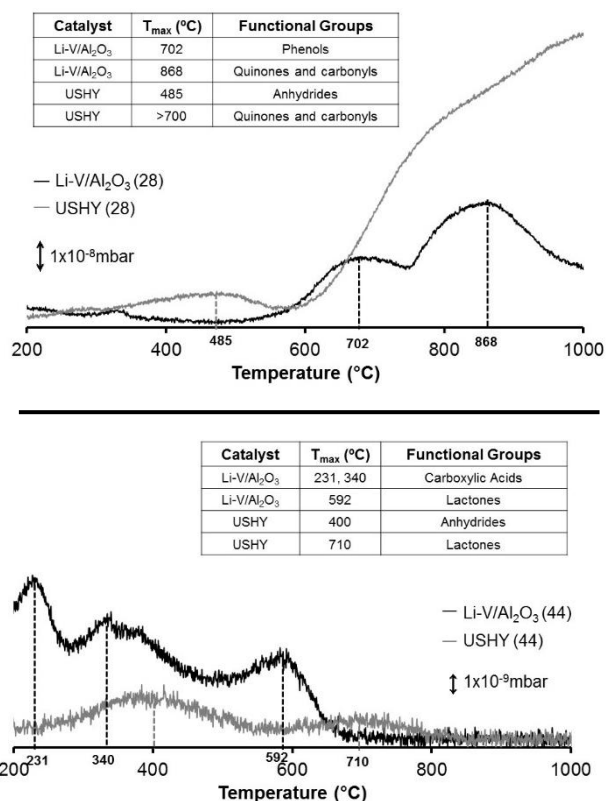 Catalyst Tmax (ºC) Functional Groups
Li-V/Al2O3 702 Phenols
Li-V/Al2O3 868 Quinones and carbonyls
USHY 485 Anhydrides
USHY >700 Quinones and carbonyls
Li-V/Al2O3 (28)
USHY (28)
1x10-8mbar
485 702 868
200 400 600 800 1000
Temperature (°C)
Catalyst Tmax (ºC) Functional Groups
Li-V/Al2O3 231, 340 Carboxylic Acids
Li-V/Al2O3 592 Lactones
USHY 400 Anhydrides
USHY 710 Lactones
Li-V/Al2O3 (44)
USHY (44)
1x10-9mbar
200 400 600 800 1000
231 340 592 710
Temperature (°C)